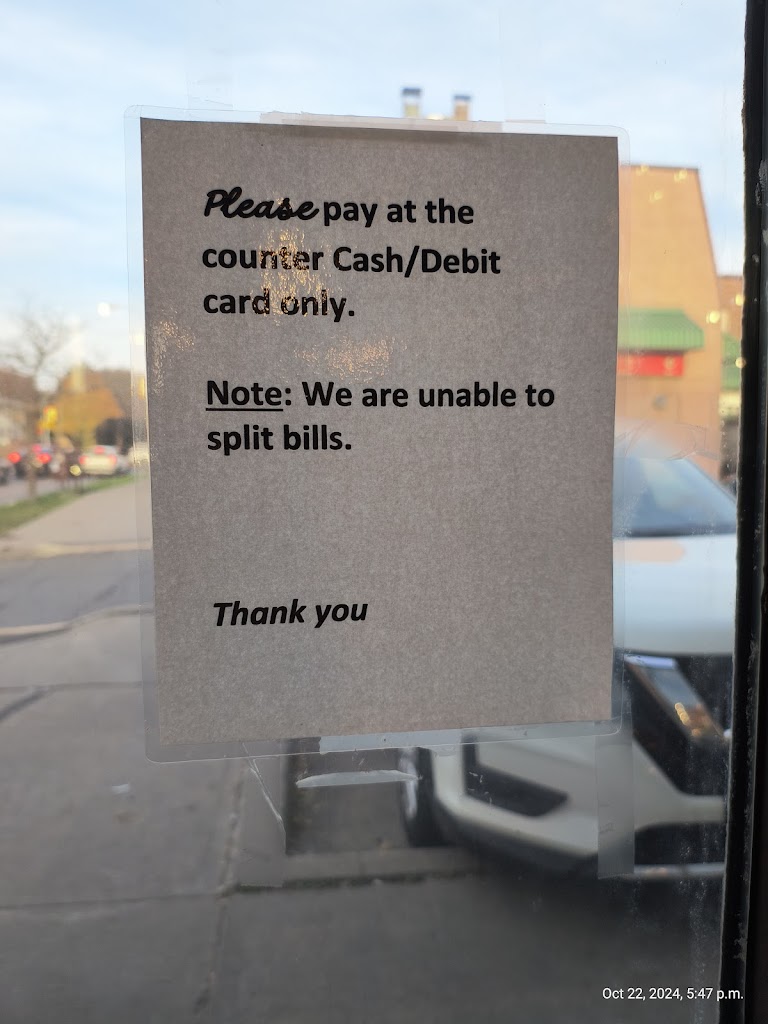 Please pay at the
counter Cash/Debit
card only.
Note: We are unable to
split bills.
Thank you
Oct 22, 2024, 5:47 p.m.